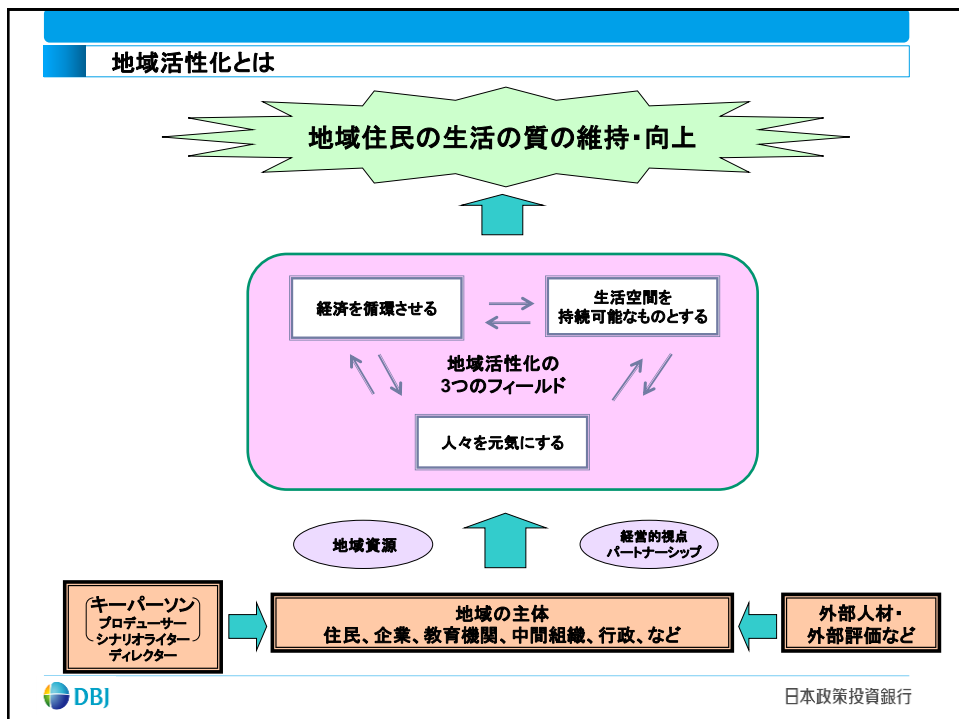 地域活性化とは
地域住民の生活の質の維持・向上
経済を循環させる
生活空間を
持続可能なものとする
地域活性化の
3つのフィールド
人々を元気にする
地域資源
経営的視点
パートナーシップ
キーパーソン
プロデューサー
シナリオライター
ディレクター
地域の主体
住民、企業、教育機関、中間組織、行政、など
外部人材・
外部評価など
DBJ
日本政策投資銀行